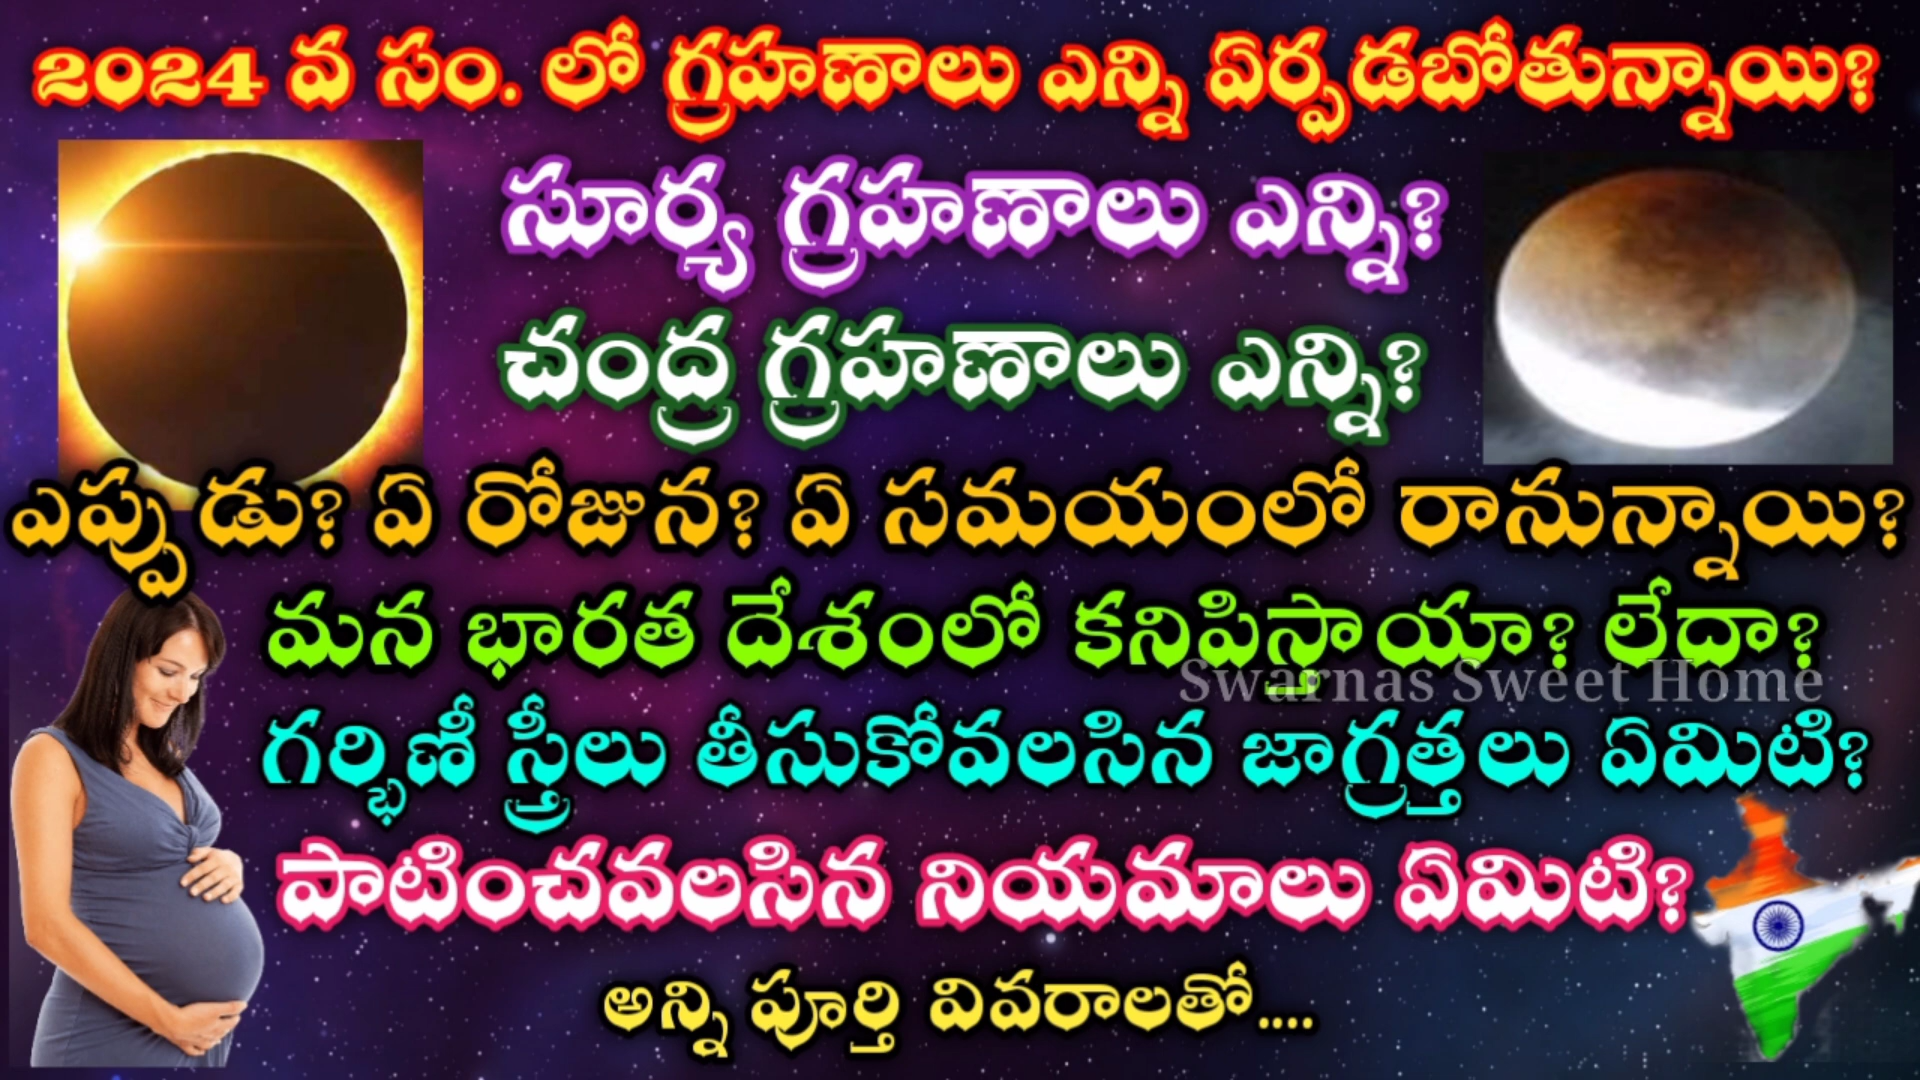 2024 వ సం. లో గ్రహణాలు ఎన్ని ఏర్పడబోతున్నాయి?
సూర్య గ్రహణాలు ఎన్ని?
చంద్ర గ్రహణాలు ఎన్ని?
ఎప్పుడు? ఏ రోజున? ఏ సమయంలో రానున్నాయి?
మన భారత దేశంలో కనిపిస్తాయా? లేదా?
Swarnas Sweet Home
గర్భిణీ స్త్రీలు తీసుకోవలసిన జాగ్రత్తలు ఏమిటి?
పాటించవలసిన నియమాలు ఏమిటి?
అన్ని పూర్తి వివరాలతో....